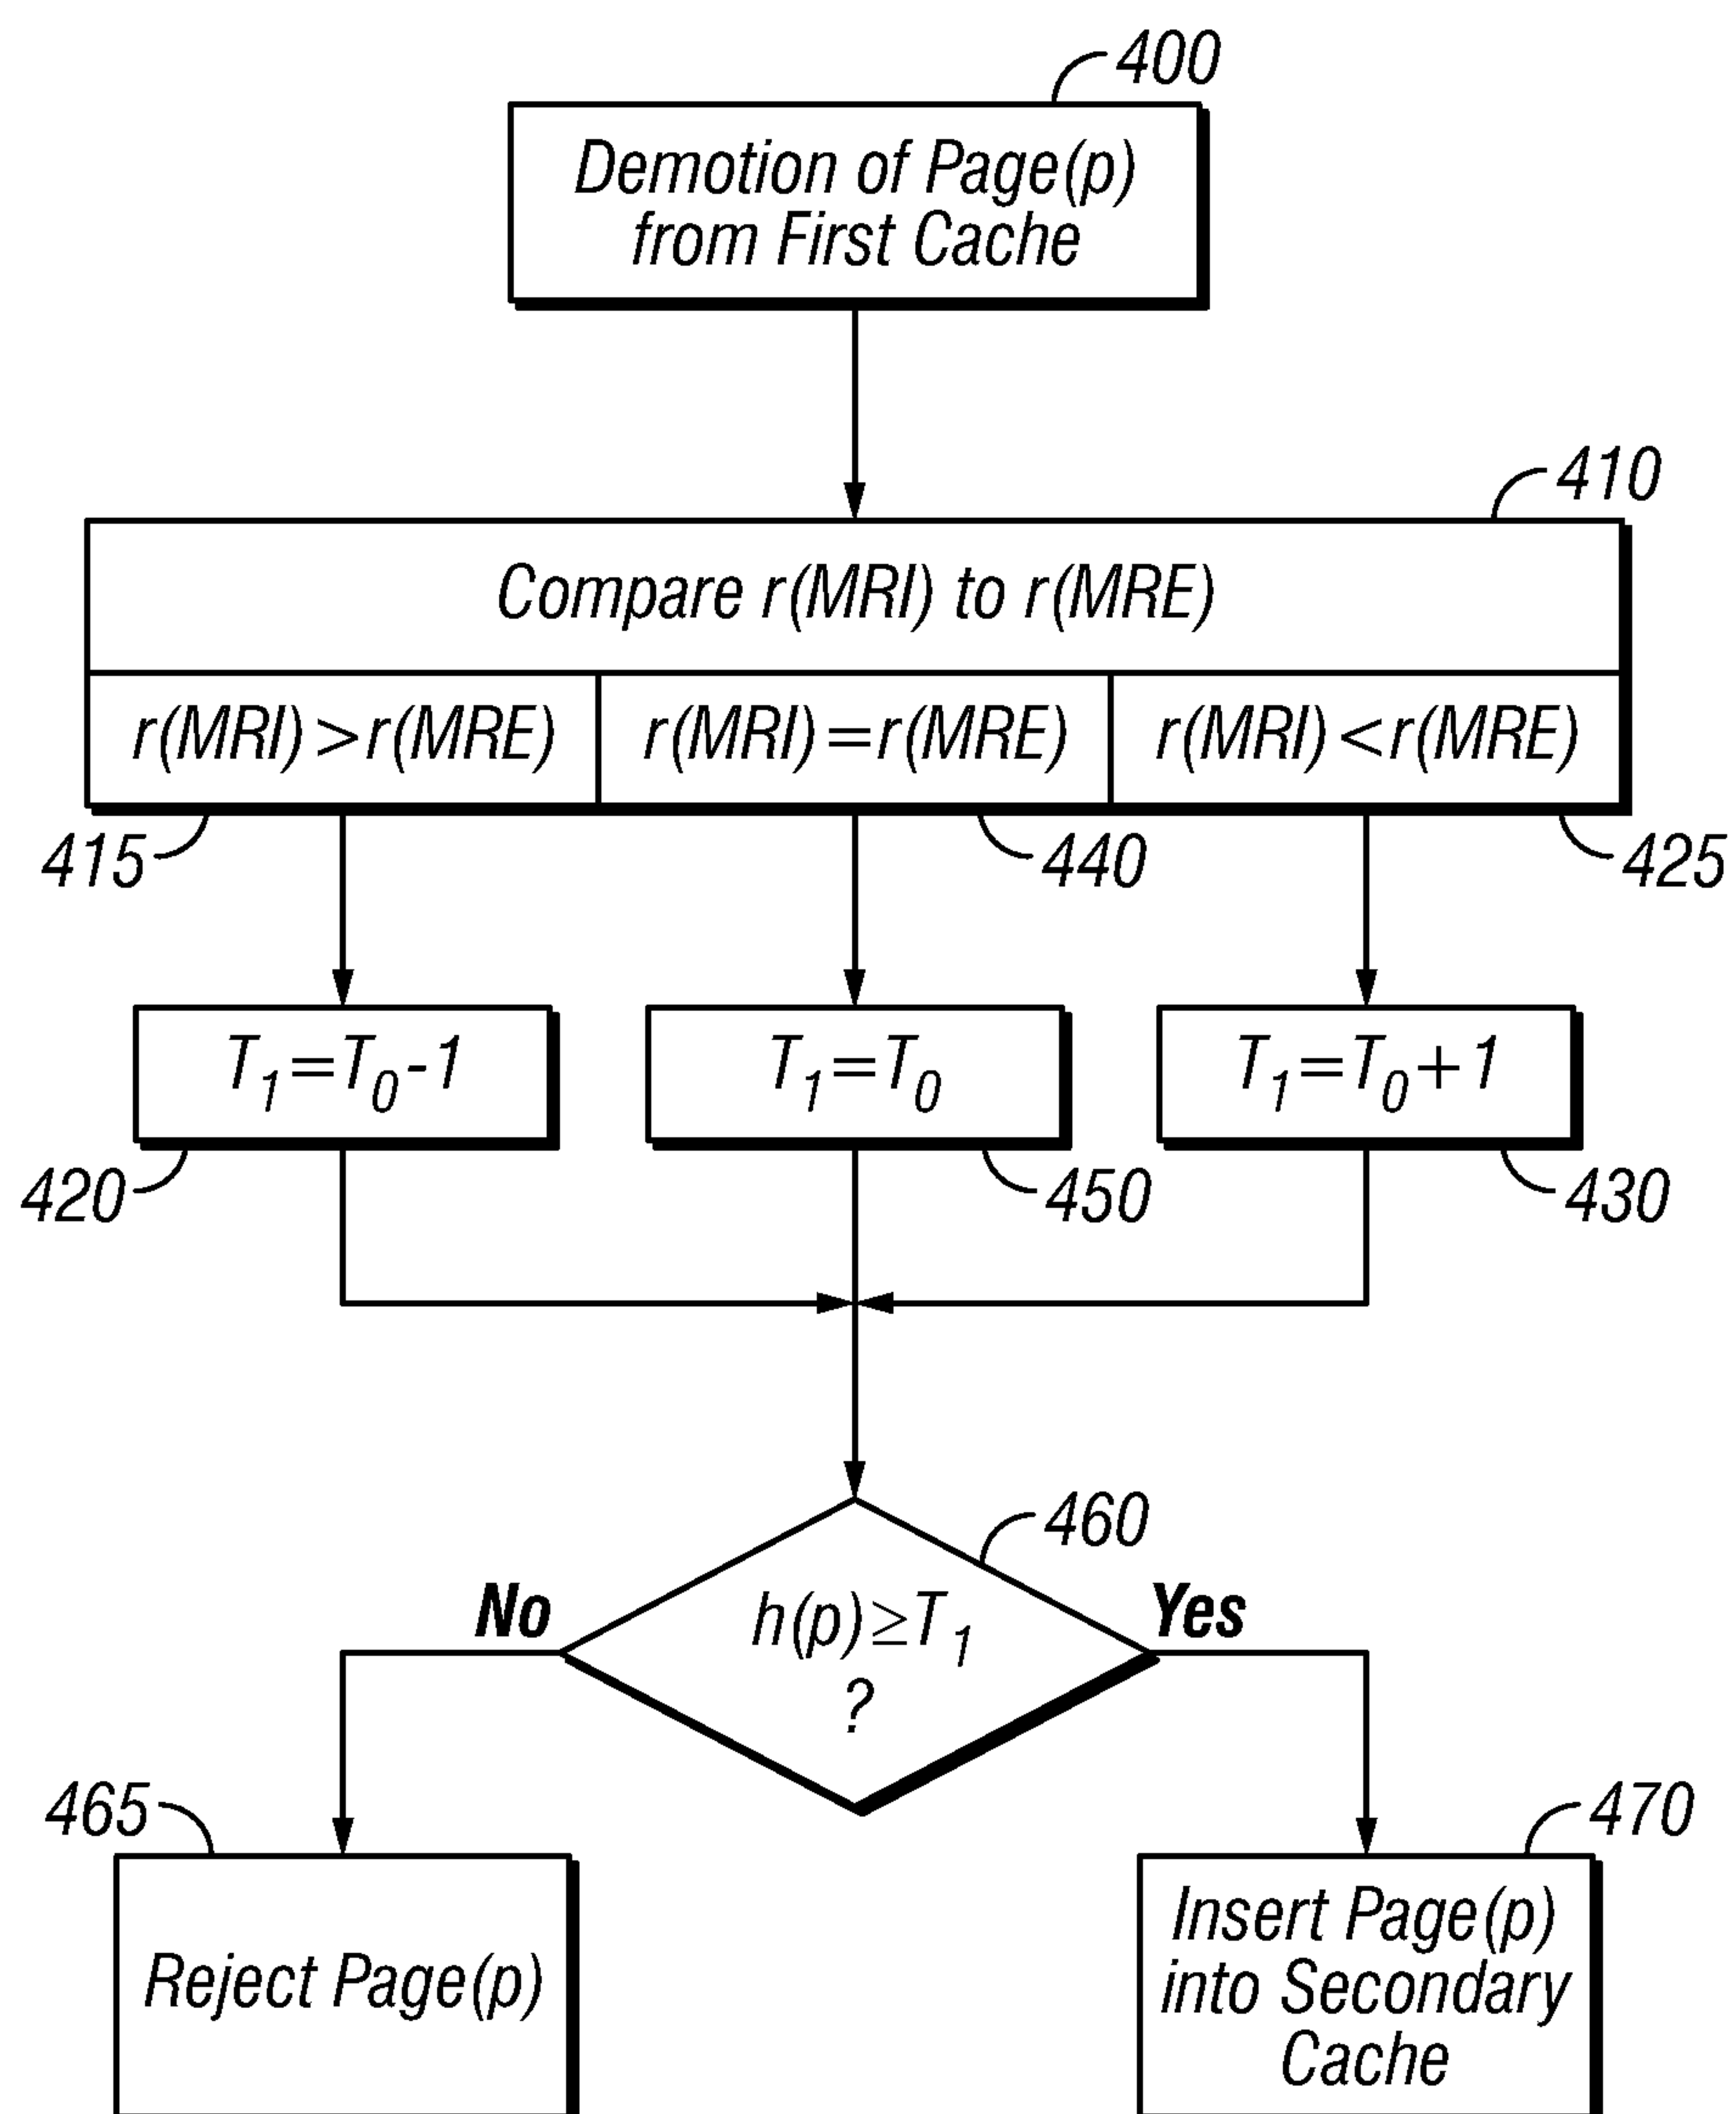 400
Demotion of Page(p)
from First Cache
410
Compare r(MRI) to r(MRE)
r(MRI)>r(MRE)
r(MRI)=r(MRE)
r(MRI)<r(MRE)
415
440
425
T₁=T₀-1
T₁=T₀
T₁=T₀+1
420
450
430
460
No
h(p)≥T₁
?
Yes
465
470
Reject Page(p)
Insert Page(p)
into Secondary
Cache